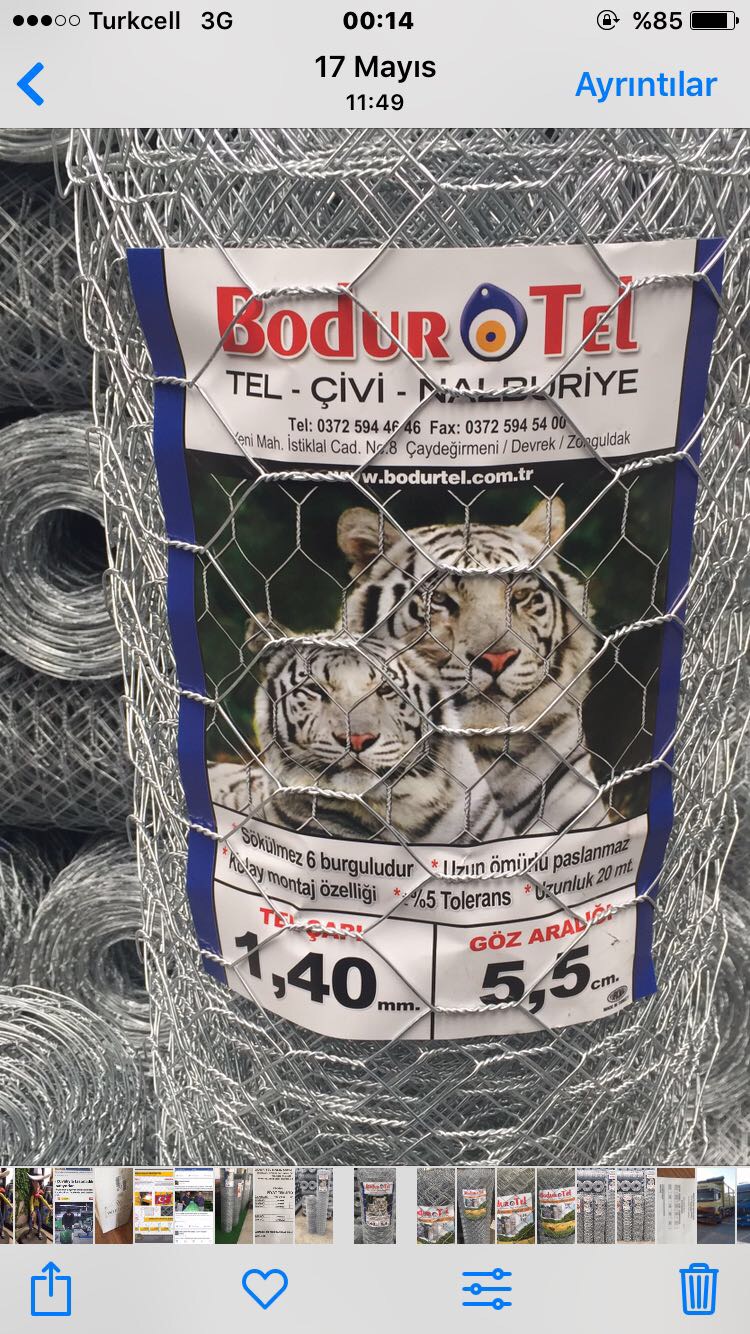 Turkcell 3G 00:14 %85
17 Mayıs
11:49
Ayrıntılar
BODUR TEL
TEL - ÇİVİ - NALBURİYE
Tel: 0372 594 46 46 Fax: 0372 594 54 00
Yeni Mah. İstiklal Cad. No.8 Çaydeğirmeni / Devrek / Zonguldak
www.bodurtel.com.tr
* Sökülmez 6 burguludur * Uzun ömürlü paslanmaz
* Kolay montaj özelliği * %5 Tolerans * Uzunluk 20 mt.
TEL ÇAPI
1,40 mm.
GÖZ ARALIĞI
5,5 cm.